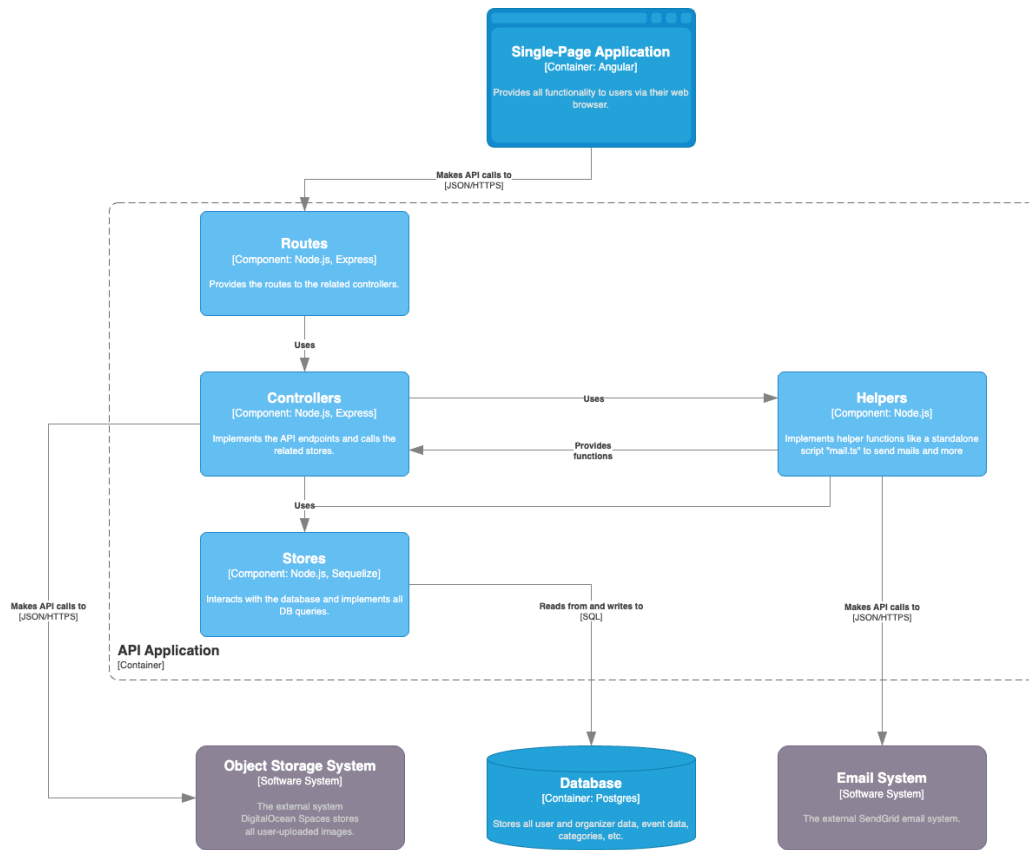 Single-Page Application
[Container: Angular]
Provides all functionality to users via their web
browser.
Makes API calls to
[JSON/HTTPS]
Routes
[Component: Node.js, Express]
Provides the routes to the related controllers.
Uses
Controllers
[Component: Node.js, Express]
Implements the API endpoints and calls the
related stores.
Uses
Helpers
[Component: Node.js]
Implements helper functions like a standalone
script "mail.ts" to send mails and more
Provides
functions
Uses
Stores
[Component: Node.js, Sequelize]
Interacts with the database and implements all
DB queries.
Makes API calls to
[JSON/HTTPS]
Reads from and writes to
[SQL]
Makes API calls to
[JSON/HTTPS]
API Application
[Container]
Object Storage System
[Software System]
The external system
DigitalOcean Spaces stores
all user-uploaded images.
Database
[Container: Postgres]
Stores all user and organizer data, event data,
categories, etc.
Email System
[Software System]
The external SendGrid email system.